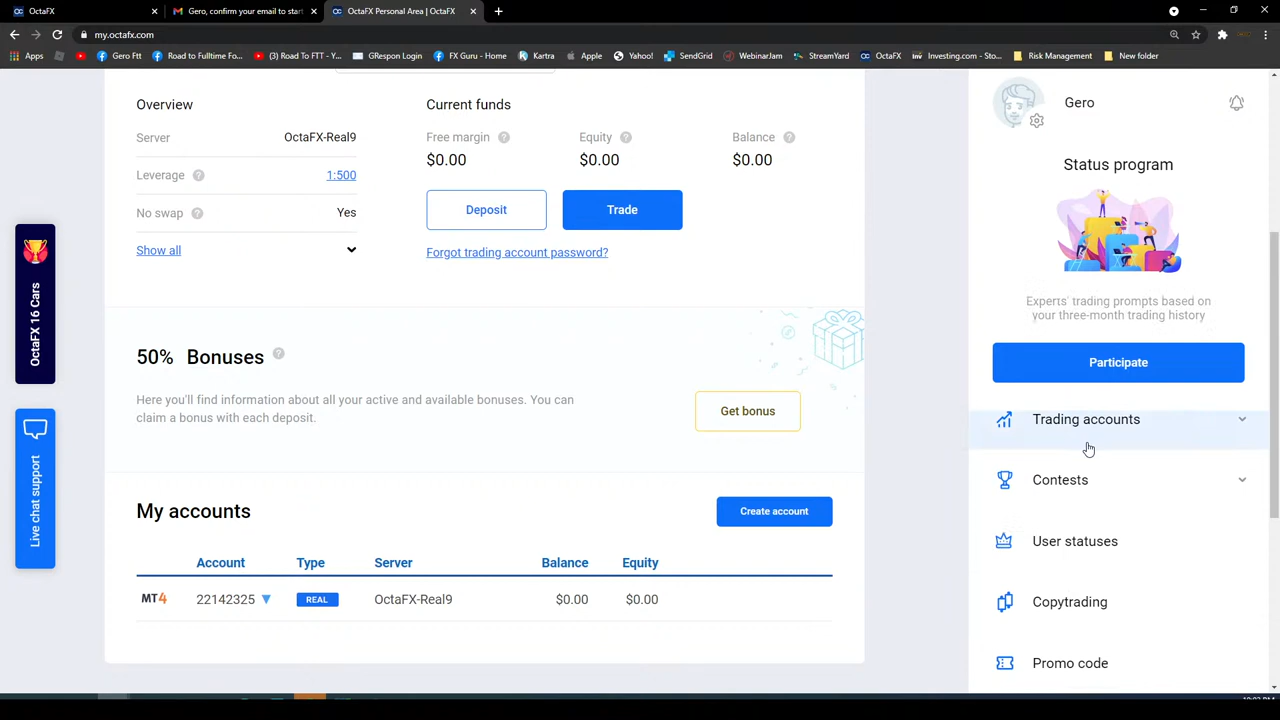 OctaFX
Gero, confirm your email to start
OctaFX Personal Area | OctaFX
my.octafx.com
Apps
Gero Ftt
Road to Fulltime Fo...
(3) Road To FTT - Y...
GRespon Login
FX Guru - Home
Kartra
Apple
Yahoo!
SendGrid
WebinarJam
StreamYard
OctaFX
Investing.com - Sto...
Risk Management
New folder
Overview
Server
OctaFX-Real9
Leverage
1:500
No swap
Yes
Show all
Current funds
Free margin
Equity
Balance
$0.00
$0.00
$0.00
Deposit
Trade
Forgot trading account password?
OctaFX 16 Cars
Live chat support
50% Bonuses
Here you'll find information about all your active and available bonuses. You can
claim a bonus with each deposit.
Get bonus
My accounts
Create account
Account
Type
Server
Balance
Equity
MT4
22142325
REAL
OctaFX-Real9
$0.00
$0.00
Gero
Status program
Experts' trading prompts based on
your three-month trading history
Participate
Trading accounts
Contests
User statuses
Copytrading
Promo code